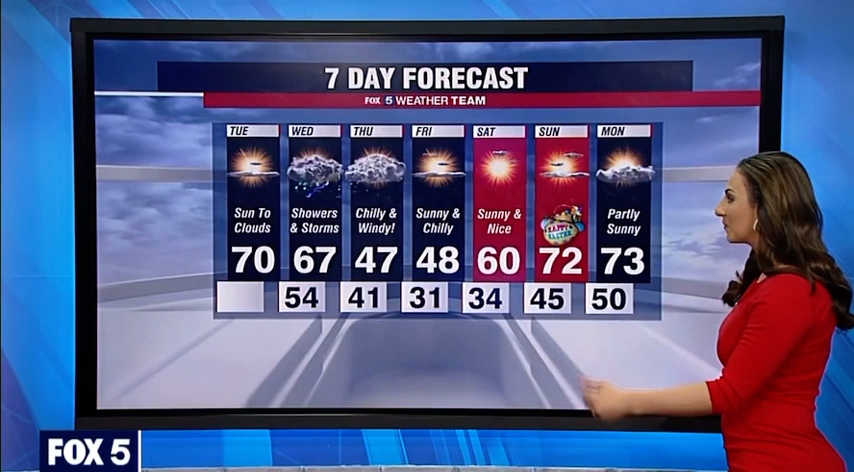 7 DAY FORECAST
FOX 5 WEATHER TEAM
TUE WED THU FRI SAT SUN MON
Sun To Clouds
Showers & Storms
Chilly & Windy!
Sunny & Chilly
Sunny & Nice
HAPPY EASTER
Partly Sunny
70 67 47 48 60 72 73
54 41 31 34 45 50
FOX 5